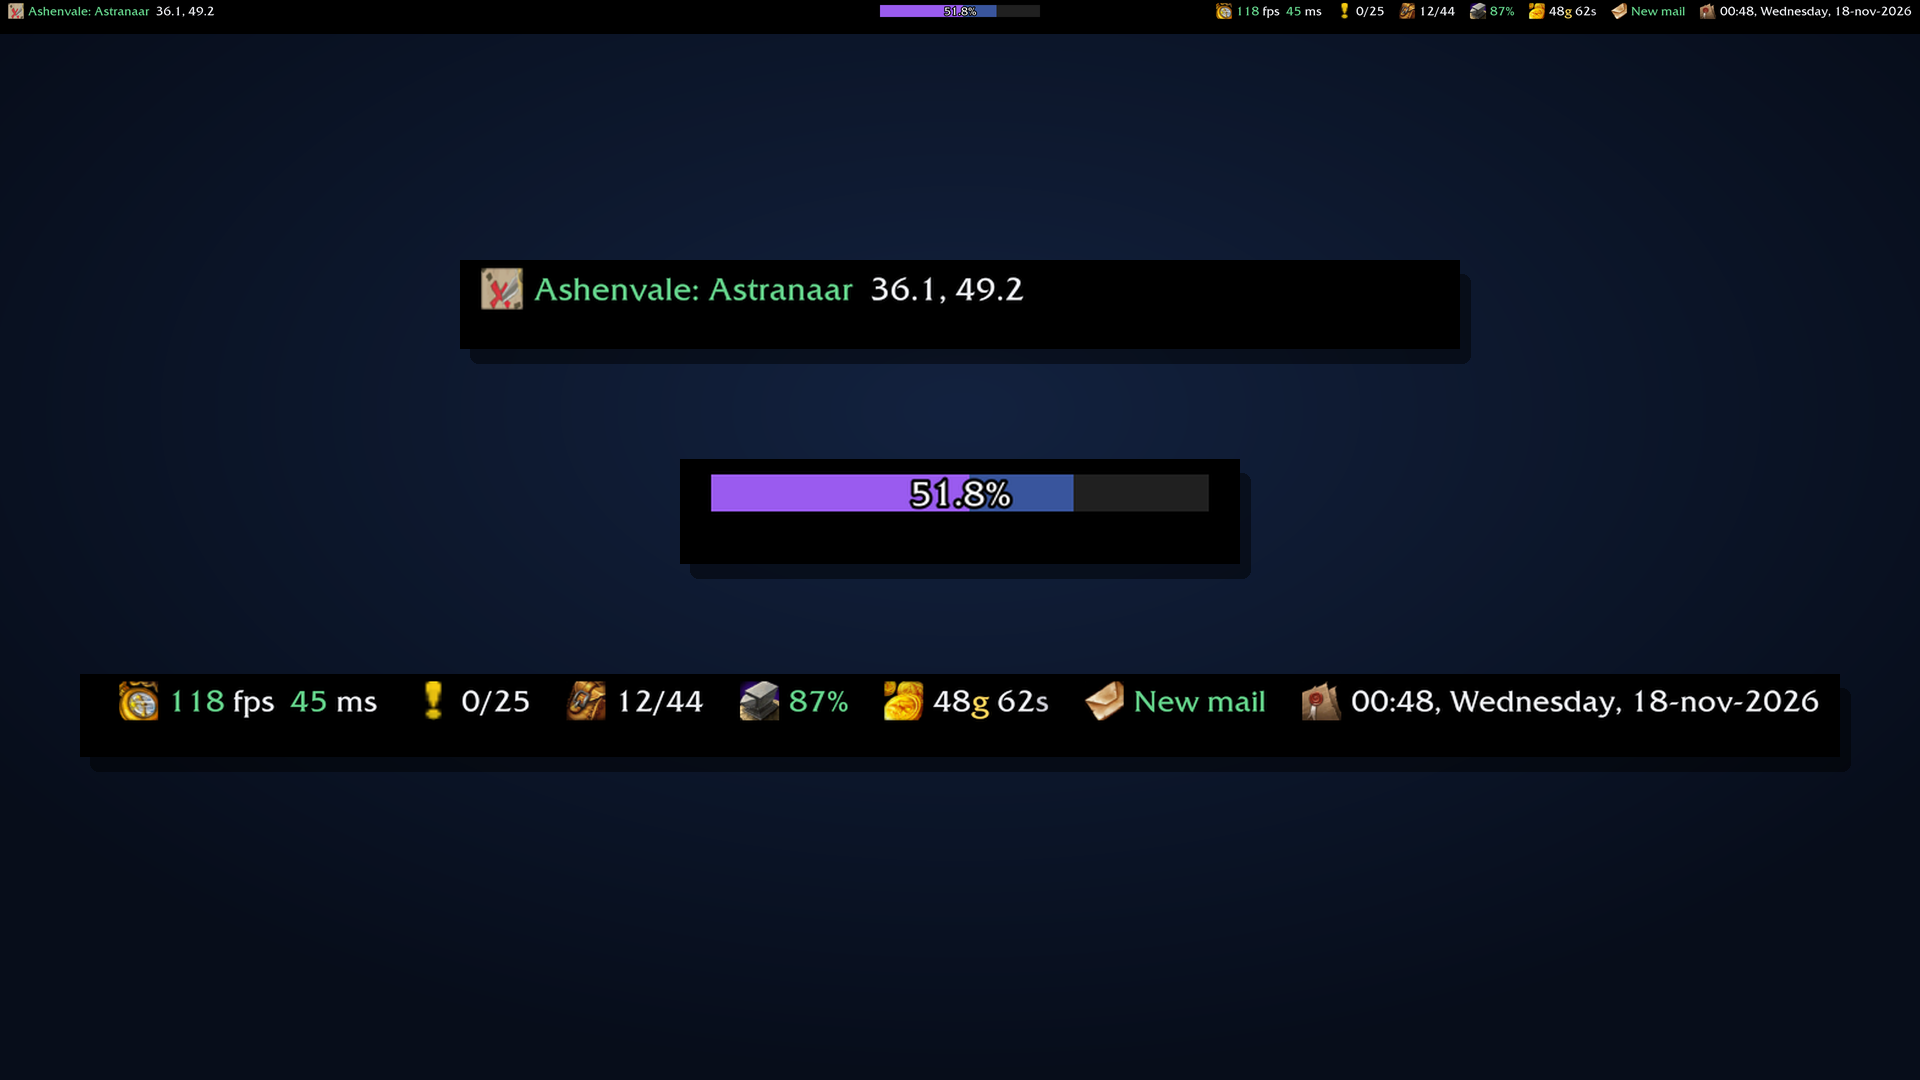 Ashenvale: Astranaar 36.1, 49.2 51.8% 118 fps 45 ms 0/25 12/44 87% 48g 62s New mail 00:48, Wednesday, 18-nov-2026
Ashenvale: Astranaar 36.1, 49.2
51.8%
118 fps 45 ms 0/25 12/44 87% 48g 62s New mail 00:48, Wednesday, 18-nov-2026